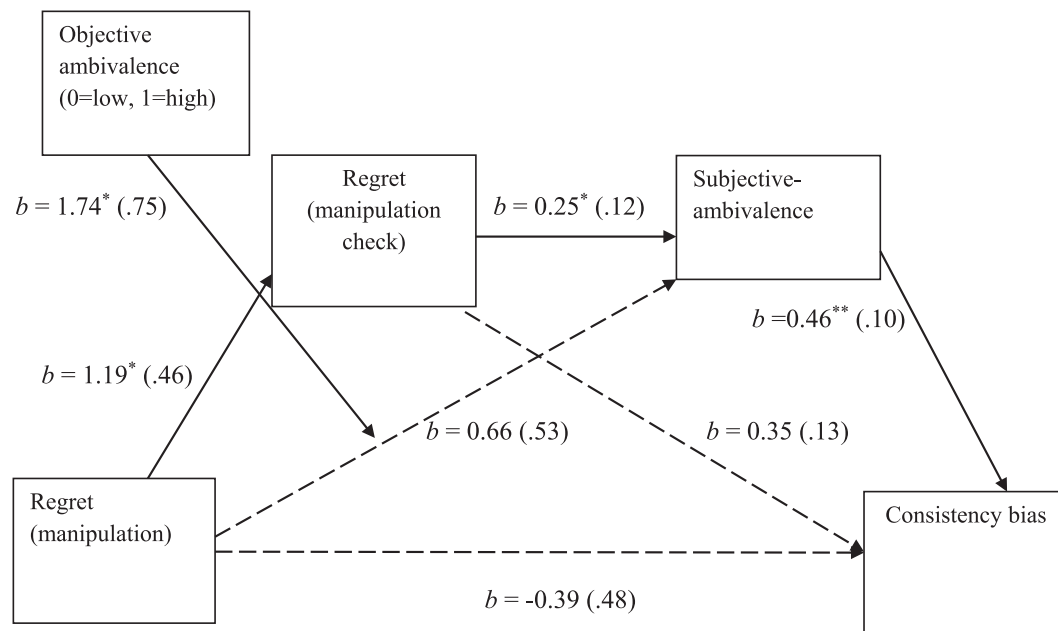 Objective
ambivalence
(0=low, 1=high)
Regret
(manipulation
check)
Subjective-
ambivalence
b = 1.74* (.75)
b = 0.25* (.12)
b =0.46** (.10)
b = 1.19* (.46)
b = 0.66 (.53)
b = 0.35 (.13)
Regret
(manipulation)
Consistency bias
b = -0.39 (.48)